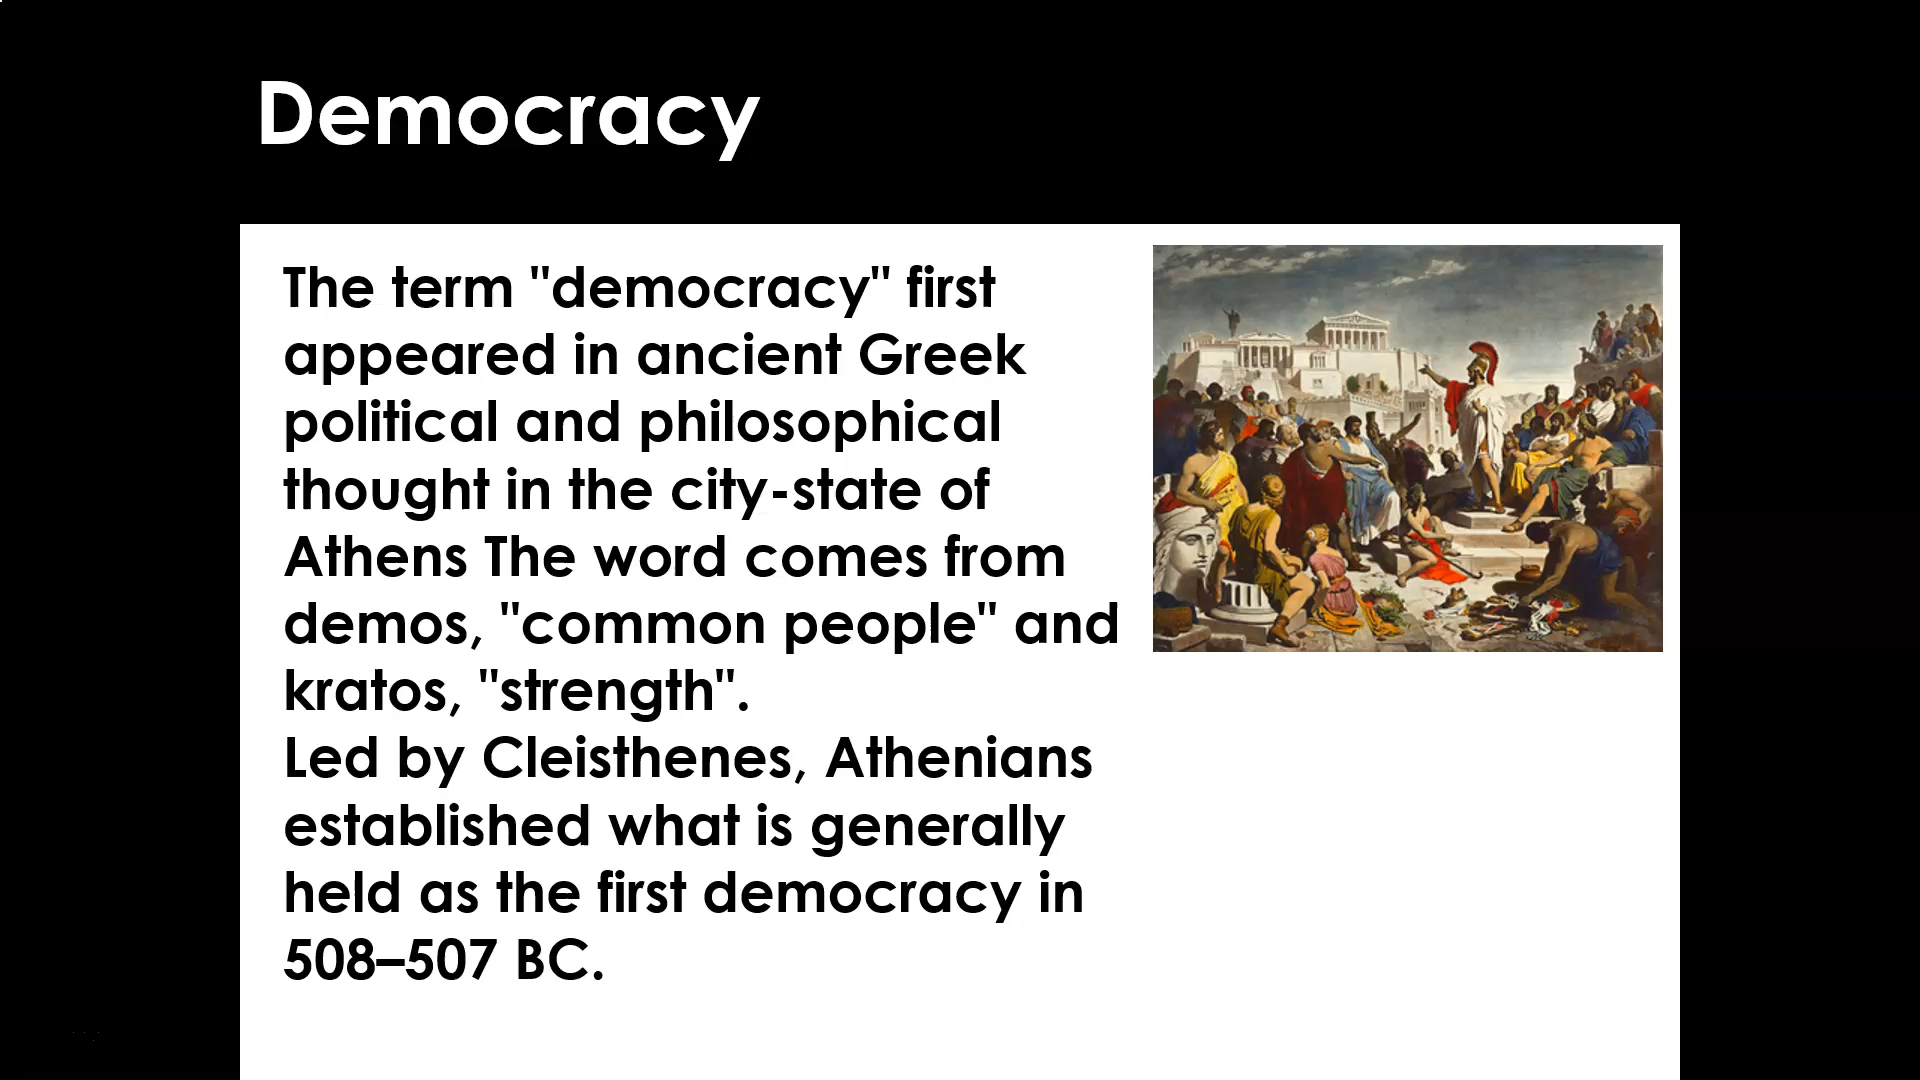 Democracy
The term "democracy" first
appeared in ancient Greek
political and philosophical
thought in the city-state of
Athens The word comes from
demos, "common people" and
kratos, "strength".
Led by Cleisthenes, Athenians
established what is generally
held as the first democracy in
508–507 BC.